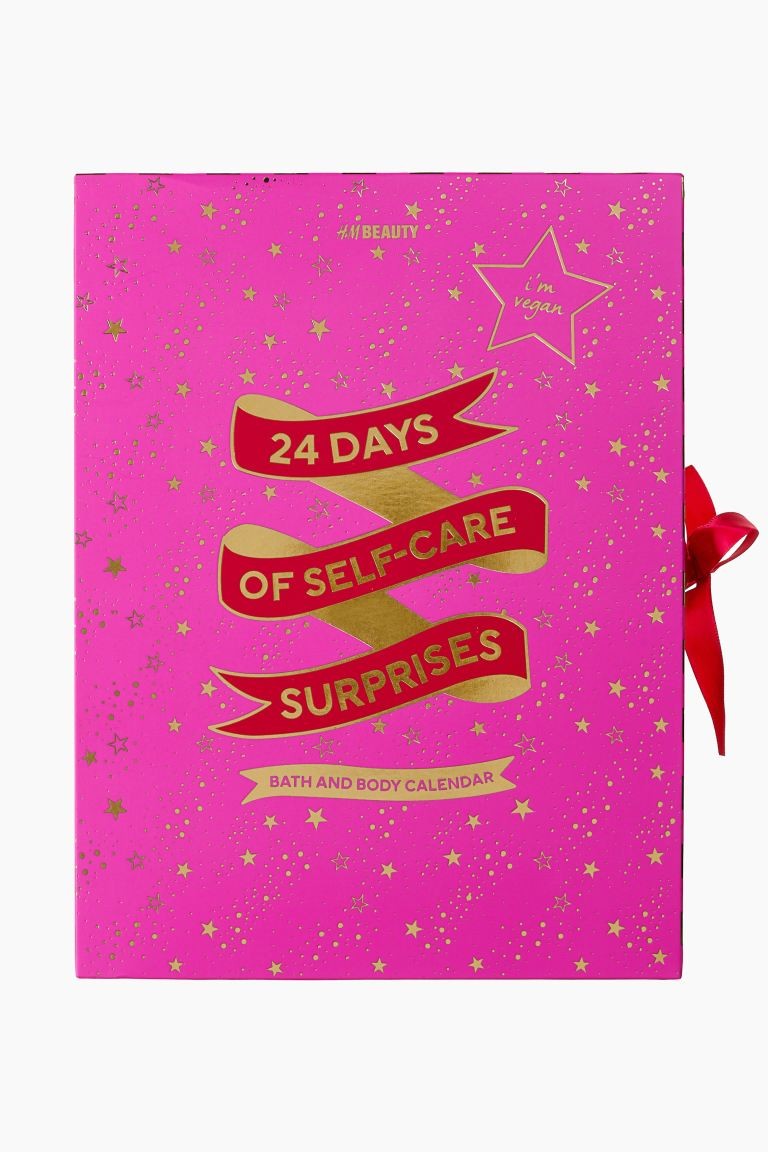 H&M BEAUTY
i'm
vegan
24 DAYS
OF SELF-CARE
SURPRISES
BATH AND BODY CALENDAR